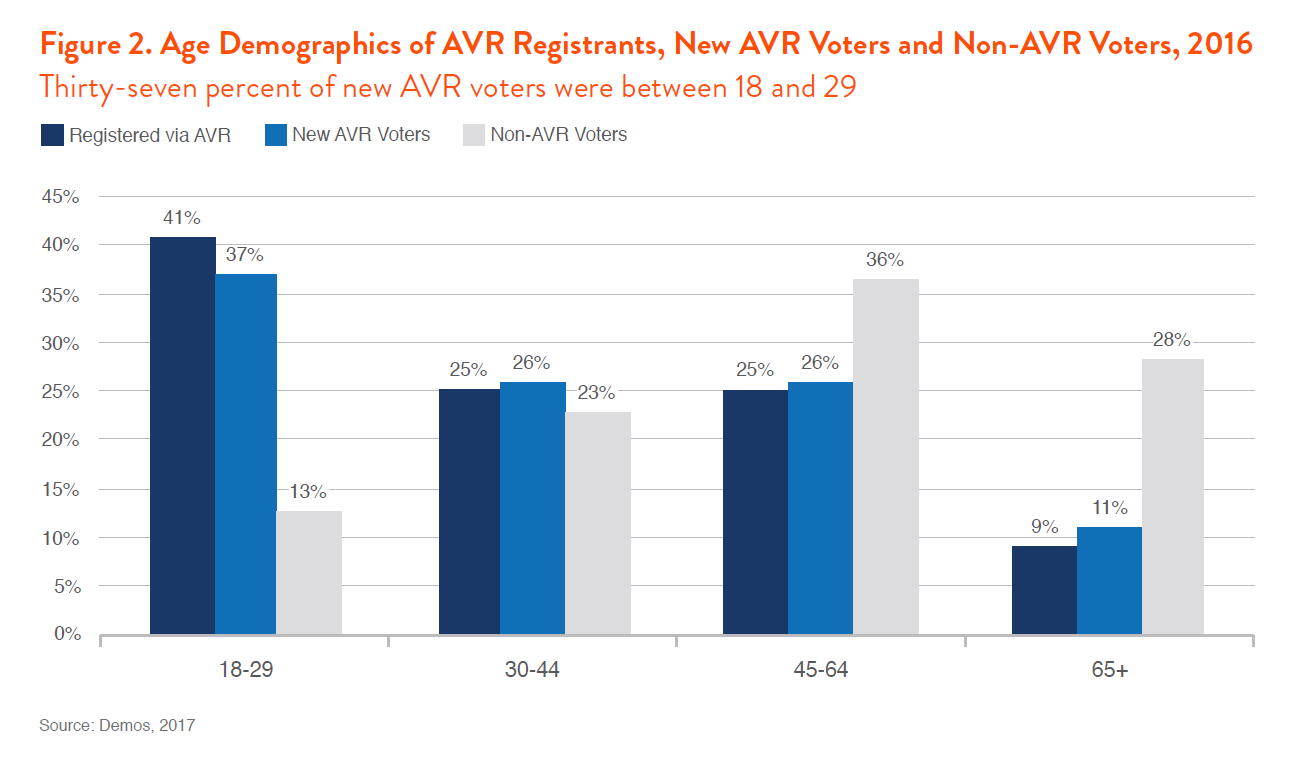 Figure 2. Age Demographics of AVR Registrants, New AVR Voters and Non-AVR Voters, 2016
Thirty-seven percent of new AVR voters were between 18 and 29
Registered via AVR New AVR Voters Non-AVR Voters
45%
40%
35%
30%
25%
20%
15%
10%
5%
0%
41% 37% 13%
25% 26% 23%
25% 26% 36%
9% 11% 28%
18-29 30-44 45-64 65+
Source: Demos, 2017